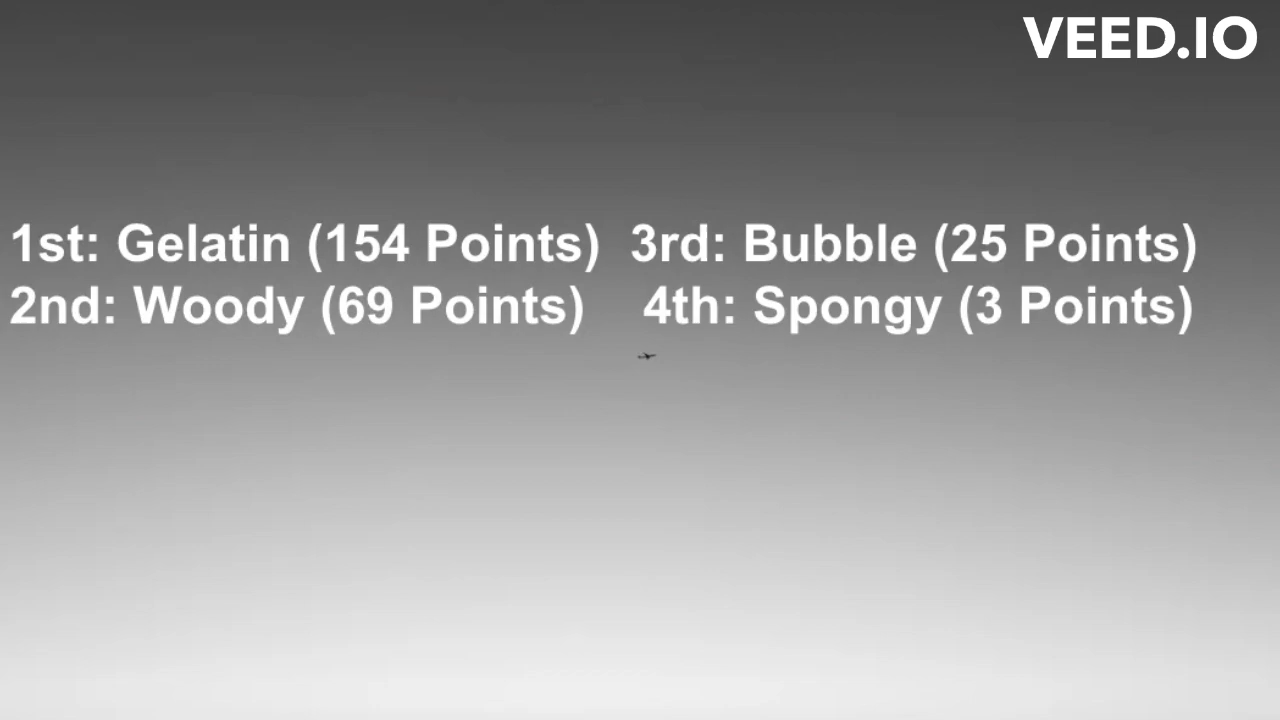 VEED.IO
1st: Gelatin (154 Points) 3rd: Bubble (25 Points)
2nd: Woody (69 Points) 4th: Spongy (3 Points)